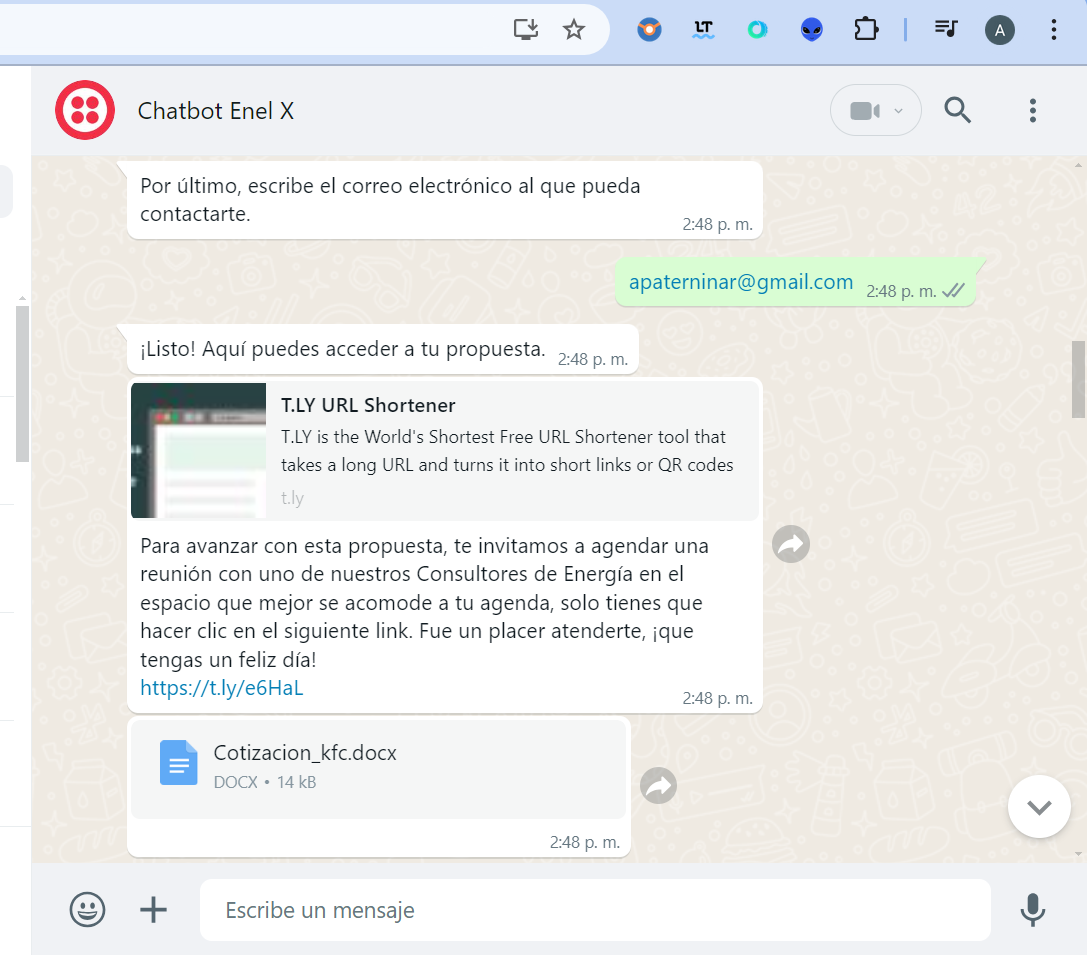 LT
A
Chatbot Enel X
Por último, escribe el correo electrónico al que pueda
contactarte.
2:48 p. m.
apaterninar@gmail.com
2:48 p. m.
¡Listo! Aquí puedes acceder a tu propuesta.
2:48 p. m.
T.LY URL Shortener
T.LY is the World's Shortest Free URL Shortener tool that
takes a long URL and turns it into short links or QR codes
t.ly
Para avanzar con esta propuesta, te invitamos a agendar una
reunión con uno de nuestros Consultores de Energía en el
espacio que mejor se acomode a tu agenda, solo tienes que
hacer clic en el siguiente link. Fue un placer atenderte, ¡que
tengas un feliz día!
https://t.ly/e6HaL
2:48 p. m.
Cotizacion_kfc.docx
DOCX • 14 kB
2:48 p. m.
Escribe un mensaje